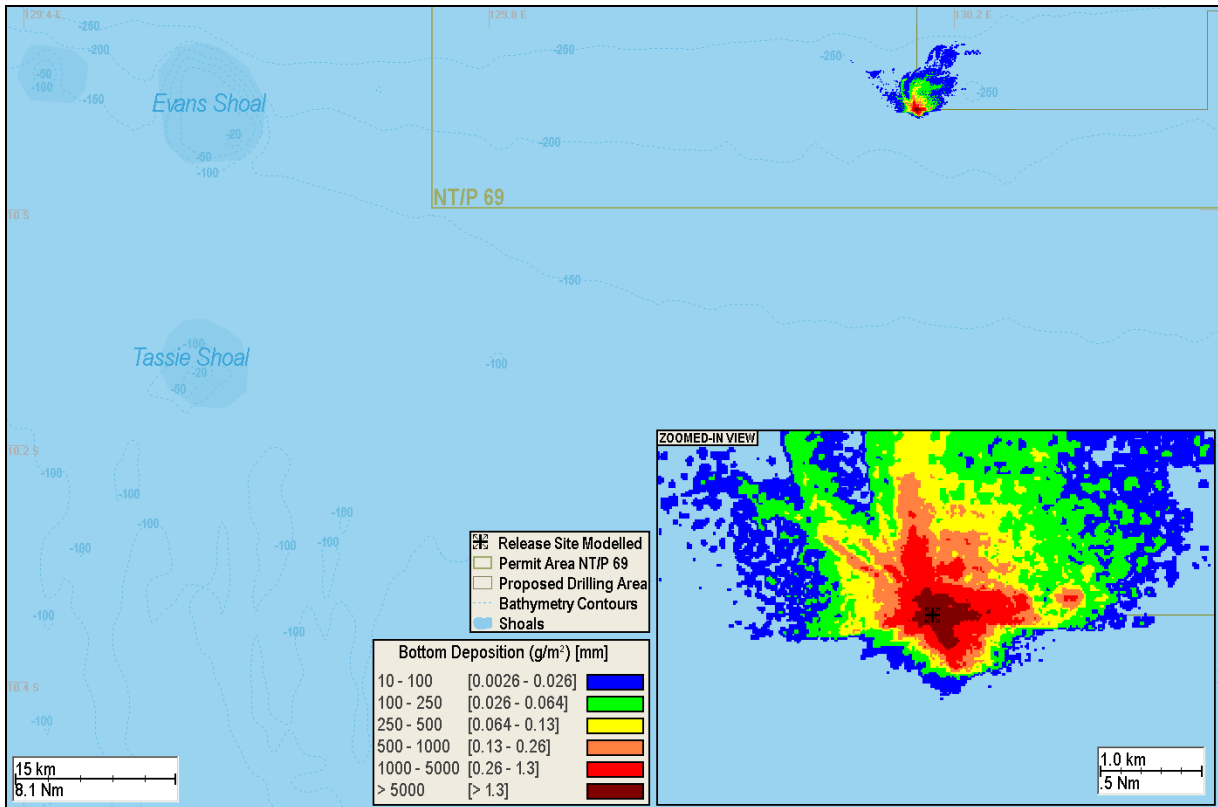 129.4 E
129.8 E
130.2 E
-250
-200
-50
-100
-150
Evans Shoal
-20
-50
-100
-250
-250
-250
-200
NT/P 69
10 S
-150
-100
Tassie Shoal
-100
-20
-50
10.2 S
-100
-100
-100
-100
-100
-100
-100
-100
-100
10.4 S
-100
ZOOMED-IN VIEW
Release Site Modelled
Permit Area NT/P 69
Proposed Drilling Area
Bathymetry Contours
Shoals
Bottom Deposition (g/m²) [mm]
10 - 100 [0.0026 - 0.026]
100 - 250 [0.026 - 0.064]
250 - 500 [0.064 - 0.13]
500 - 1000 [0.13 - 0.26]
1000 - 5000 [0.26 - 1.3]
> 5000 [> 1.3]
15 km
8.1 Nm
1.0 km
.5 Nm